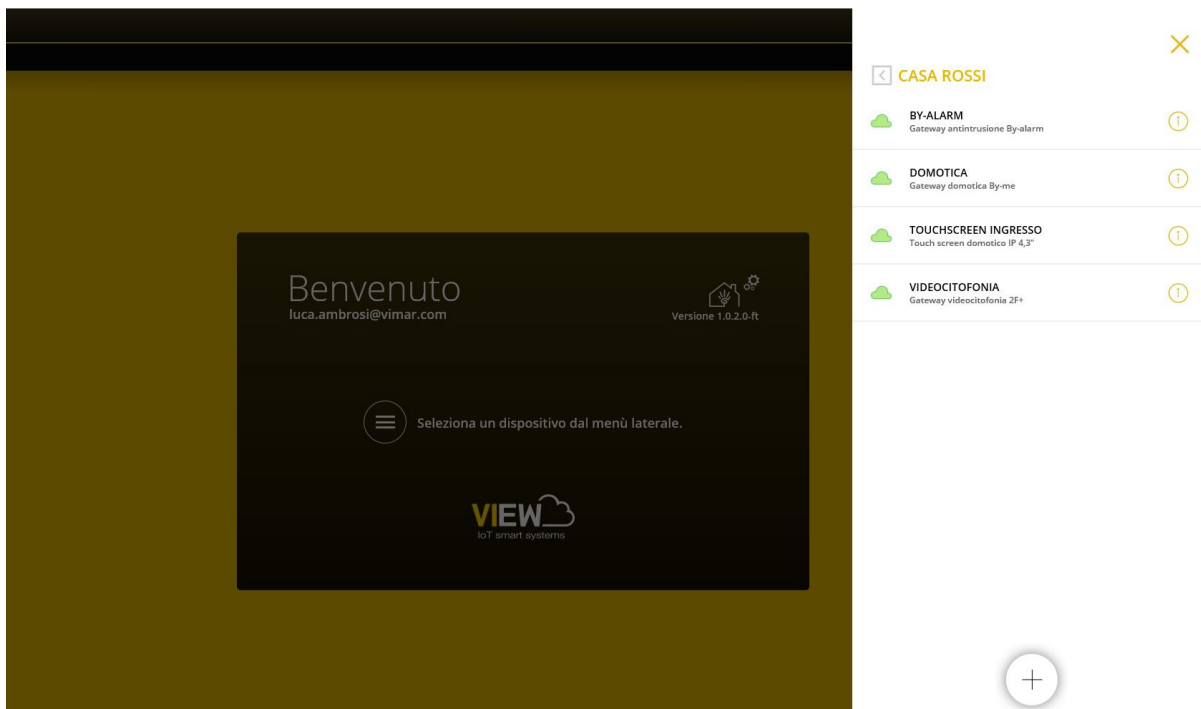 CASA ROSSI
BY-ALARM
Gateway antintrusione By-alarm
DOMOTICA
Gateway domotica By-me
TOUCHSCREEN INGRESSO
Touch screen domotico IP 4,3"
VIDEOCITOFONIA
Gateway videocitofonia 2F+
Benvenuto
luca.ambrosi@vimar.com
Versione 1.0.2.0-ft
Seleziona un dispositivo dal menù laterale.
VIEW
IoT smart systems